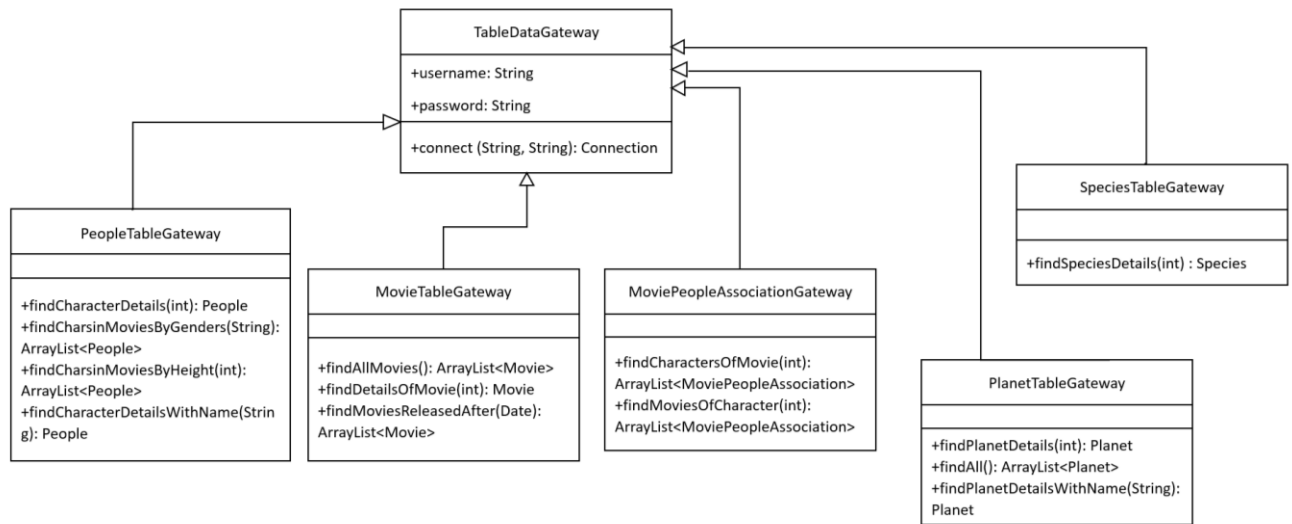 TableDataGateway
+username: String
+password: String
+connect (String, String): Connection
PeopleTableGateway
+findCharacterDetails(int): People
+findCharsinMoviesByGenders(String):
ArrayList<People>
+findCharsinMoviesByHeight(int):
ArrayList<People>
+findCharacterDetailsWithName(Strin
g): People
MovieTableGateway
+findAllMovies(): ArrayList<Movie>
+findDetailsOfMovie(int): Movie
+findMoviesReleasedAfter(Date):
ArrayList<Movie>
MoviePeopleAssociationGateway
+findCharactersOfMovie(int):
ArrayList<MoviePeopleAssociation>
+findMoviesOfCharacter(int):
ArrayList<MoviePeopleAssociation>
SpeciesTableGateway
+findSpeciesDetails(int) : Species
PlanetTableGateway
+findPlanetDetails(int): Planet
+findAll(): ArrayList<Planet>
+findPlanetDetailsWithName(String):
Planet